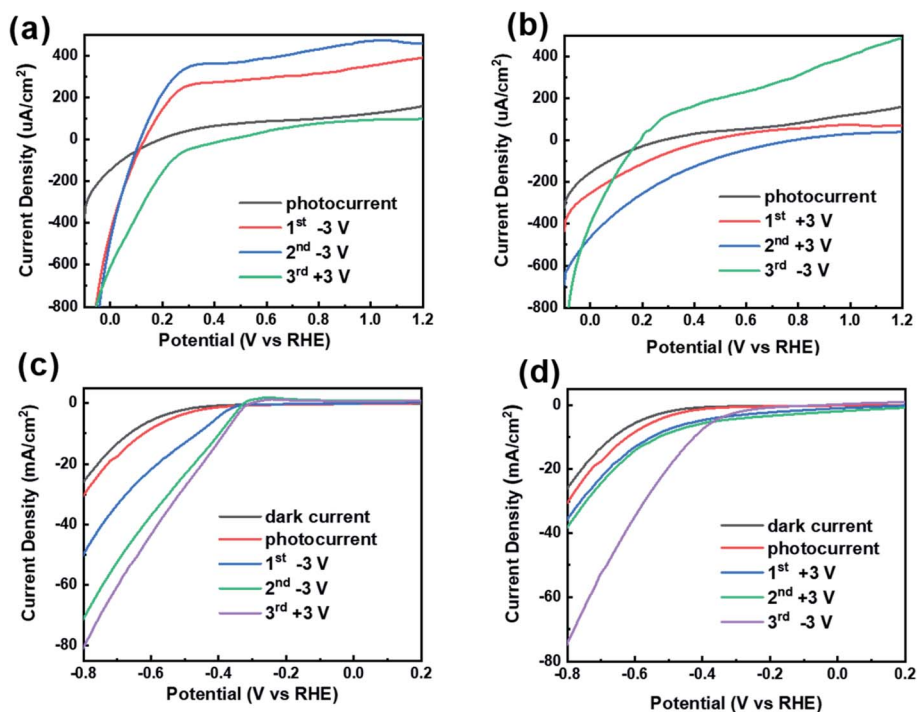 (a)
Current Density (uA/cm²)
400
200
0
-200
-400
-600
-800
photocurrent
1st -3 V
2nd -3 V
3rd +3 V
0.0 0.2 0.4 0.6 0.8 1.0 1.2
Potential (V vs RHE)
(b)
Current Density (uA/cm²)
400
200
0
-200
-400
-600
-800
photocurrent
1st +3 V
2nd +3 V
3rd -3 V
0.0 0.2 0.4 0.6 0.8 1.0 1.2
Potential (V vs RHE)
(c)
Current Density (mA/cm²)
0
-20
-40
-60
-80
dark current
photocurrent
1st -3 V
2nd -3 V
3rd +3 V
-0.8 -0.6 -0.4 -0.2 0.0 0.2
Potential (V vs RHE)
(d)
Current Density (mA/cm²)
0
-20
-40
-60
-80
dark current
photocurrent
1st +3 V
2nd +3 V
3rd -3 V
-0.8 -0.6 -0.4 -0.2 0.0 0.2
Potential (V vs RHE)